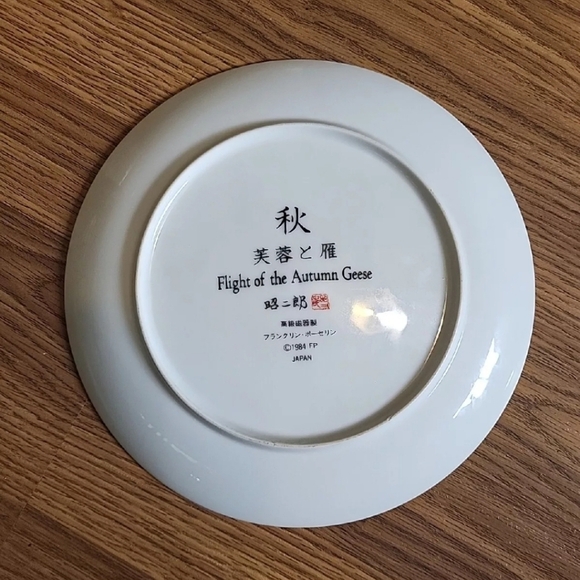 秋
芙蓉と雁
Flight of the Autumn Geese
昭二郎
フランクリン・ポーセリン
©1984 FP
JAPAN